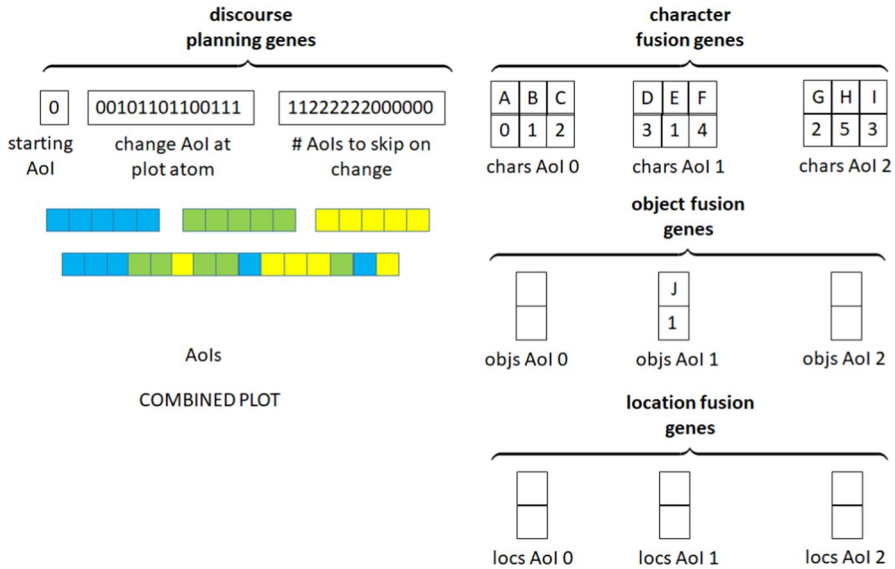 discourse
planning genes
0
00101101100111
11222222000000
starting
AoI
change AoI at
plot atom
# AoIs to skip on
change
AoIs
COMBINED PLOT
character
fusion genes
A B C
0 1 2
chars AoI 0
D E F
3 1 4
chars AoI 1
G H I
2 5 3
chars AoI 2
object fusion
genes
objs AoI 0
J
1
objs AoI 1
objs AoI 2
location fusion
genes
locs AoI 0
locs AoI 1
locs AoI 2